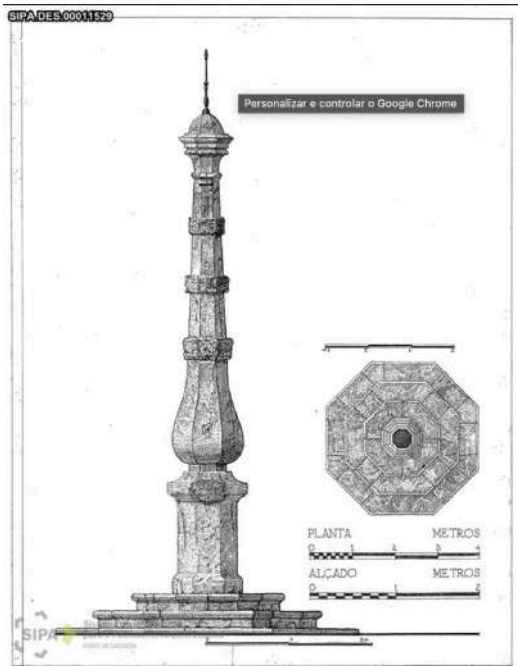 SIPA DES.00011529
Personalizar e controlar o Google Chrome
PLANTA METROS
0 1 2 3 4
ALÇADO METROS
0 1 2
SIPA